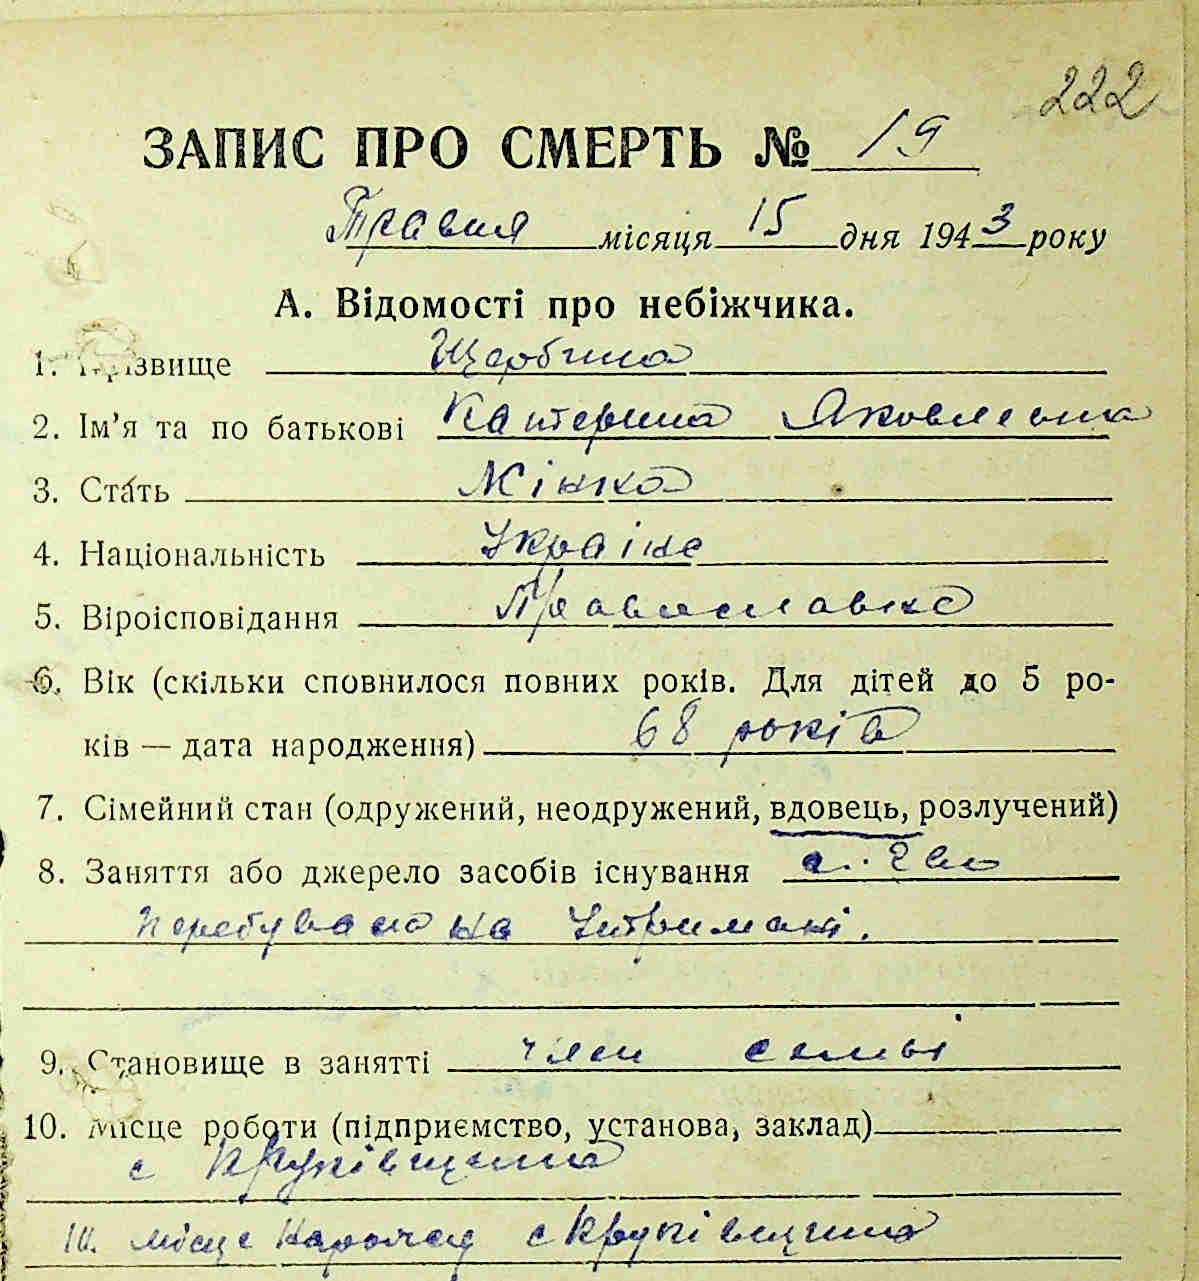 222
ЗАПИС ПРО СМЕРТЬ № 19
Травня місяця 15 дня 1943 року
А. Відомості про небіжчика.
1. Прізвище Щербина
2. Ім'я та по батькові Катерина Яковлевна
3. Стать Жінка
4. Національність Україн
5. Віроісповідання Православна
6. Вік (скільки сповнилося повних років. Для дітей до 5 ро-
ків — дата народження) 68 років
7. Сімейний стан (одружений, неодружений, вдовець, розлучений)
8. Заняття або джерело засобів існування
перебувала на Утримані.
9. Становище в занятті член семьі
10. Місце роботи (підприємство, установа, заклад)
с Крупівщина
місце народж с Крупівщина